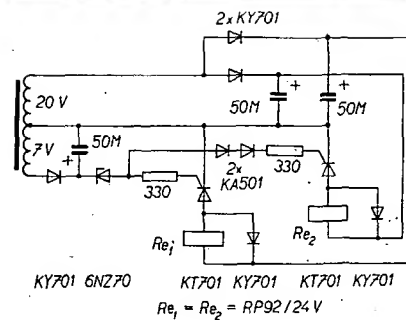 2x KY701
20 V
50M
50M
7V
50M
330
2x
KA501
330
Re₁
Re₂
KY701 6NZ70
KT701 KY701
KT701 KY701
Re₁ = Re₂ = RP92/24V